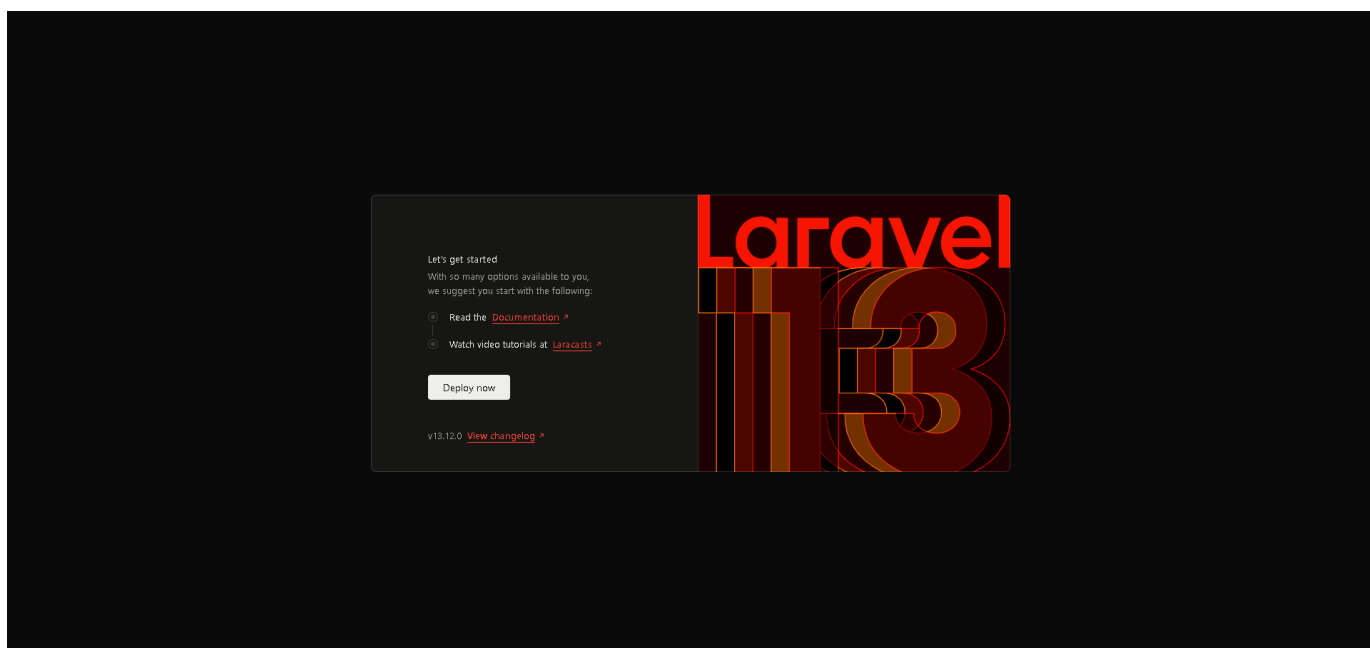 Let's get started
With so many options available to you,
we suggest you start with the following:
Read the Documentation ↗
Watch video tutorials at Laracasts ↗
Deploy now
v13.12.0 View changelog ↗
Laravel
13